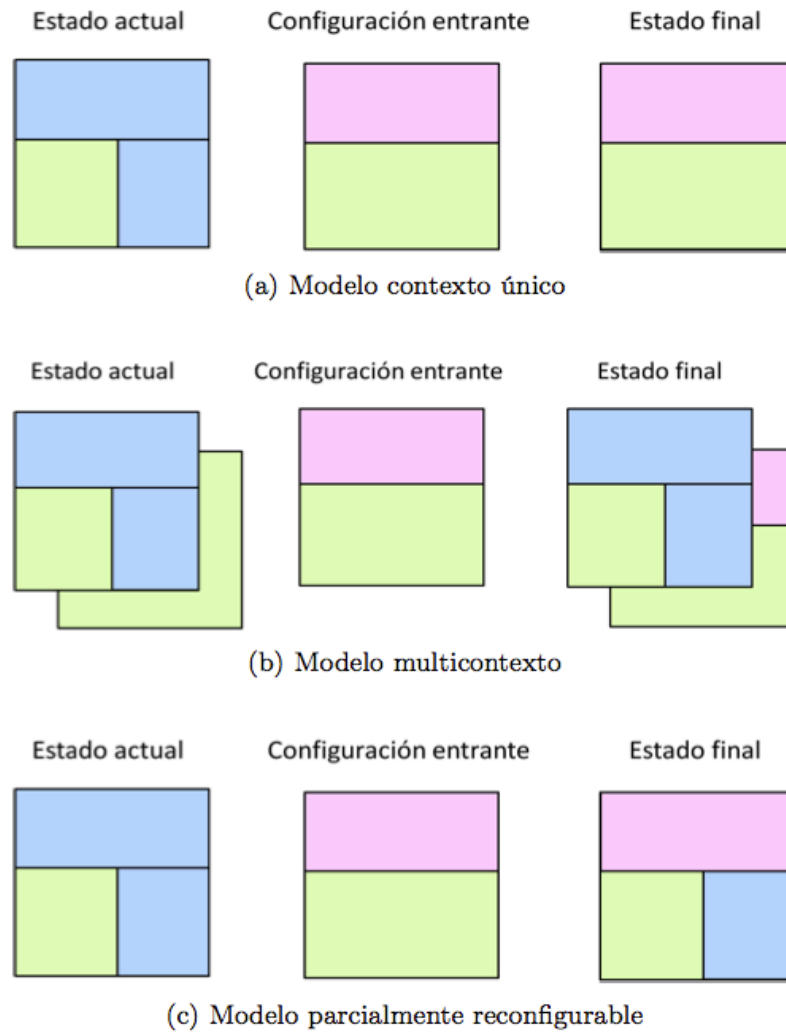 Estado actual Configuración entrante Estado final
(a) Modelo contexto único
Estado actual Configuración entrante Estado final
(b) Modelo multicontexto
Estado actual Configuración entrante Estado final
(c) Modelo parcialmente reconfigurable